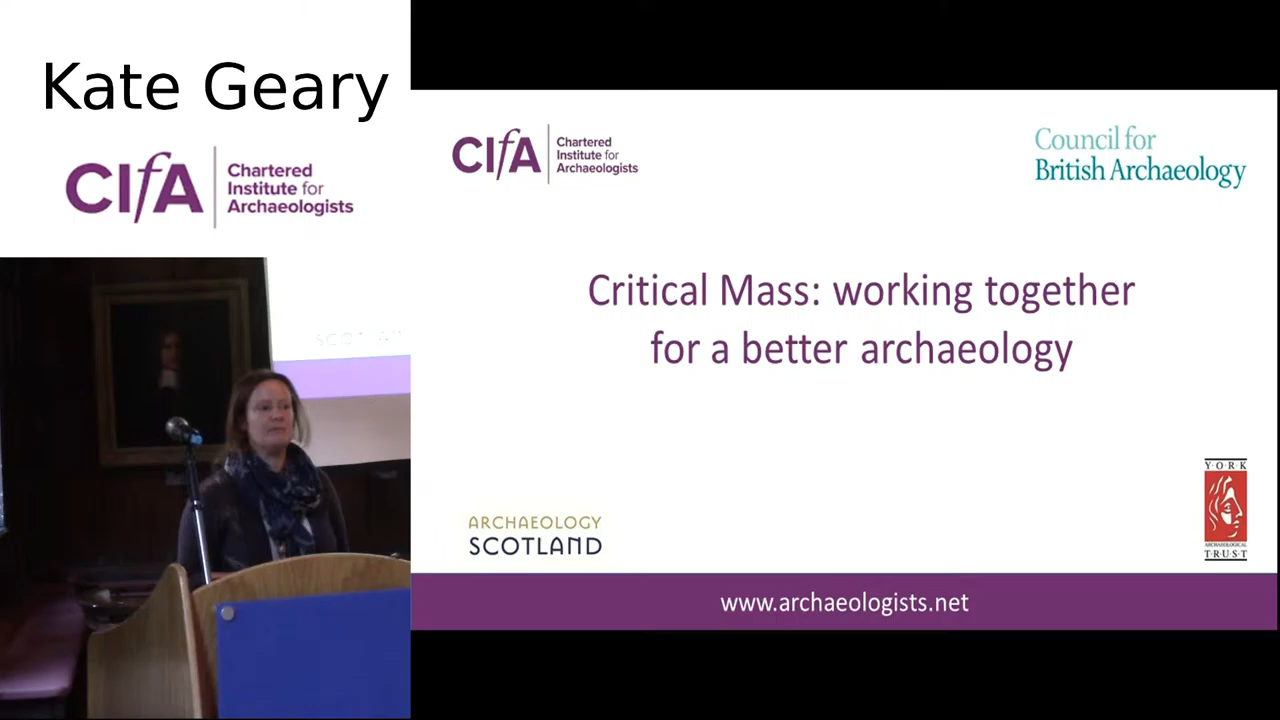 Kate Geary
CIfA
Chartered
Institute for
Archaeologists
CIfA
Chartered
Institute for
Archaeologists
Council for
British Archaeology
Critical Mass: working together
for a better archaeology
ARCHAEOLOGY
SCOTLAND
YORK
ARCHAEOLOGICAL
TRUST
www.archaeologists.net